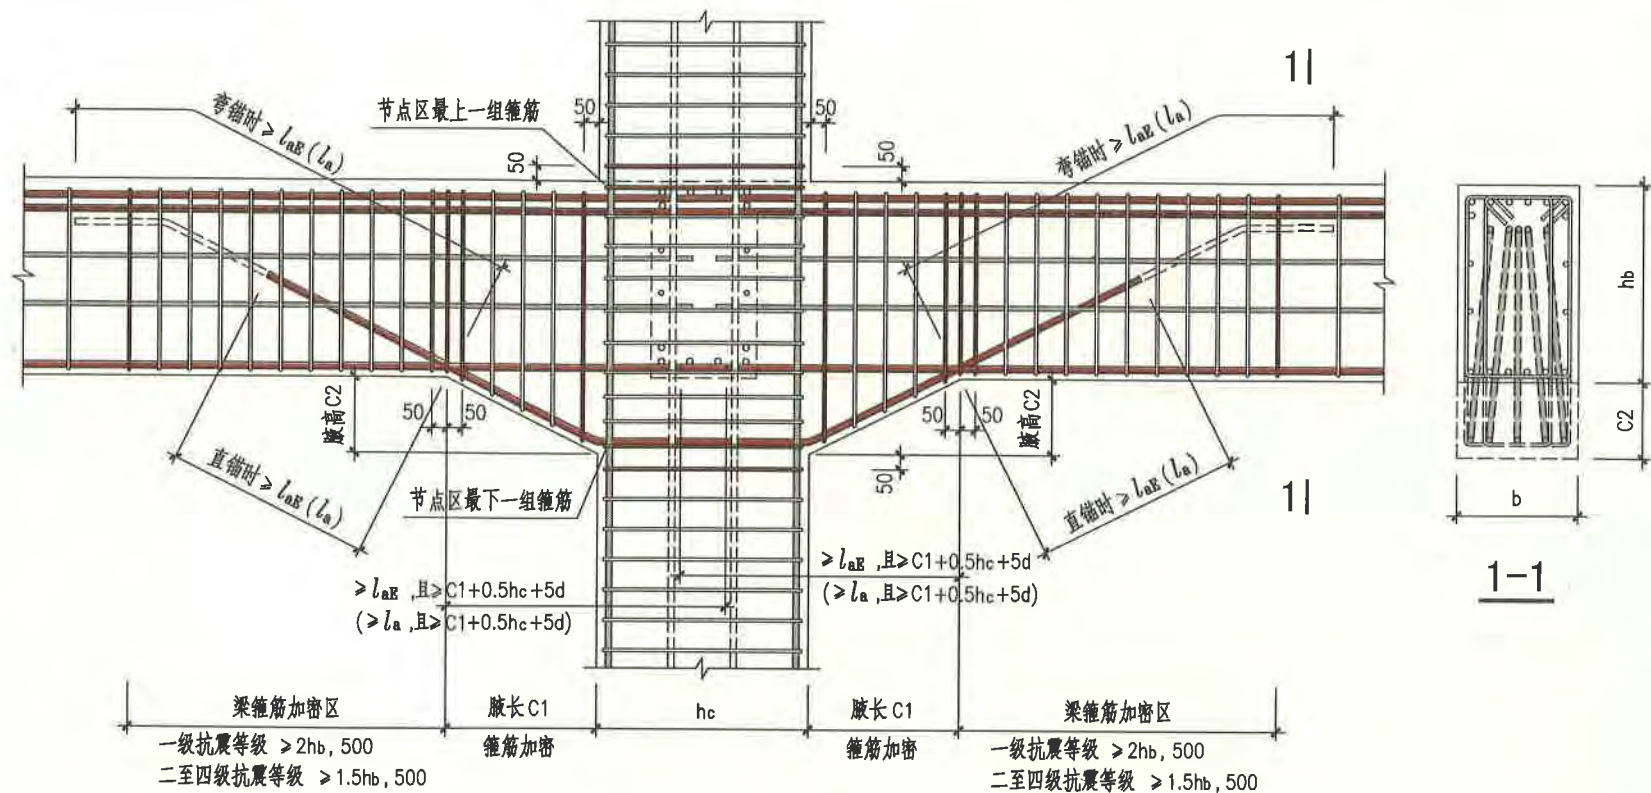 1|
节点区最上一组箍筋
50
50
弯锚时≥laE(la)
弯锚时≥laE(la)
50
50
hb
腋高C2
50
50
50
50
腋高C2
C2
直锚时≥laE(la)
节点区最下一组箍筋
50
直锚时≥laE(la)
1|
b
≥laE,且≥C1+0.5hc+5d
(≥la,且≥C1+0.5hc+5d)
≥laE,且≥C1+0.5hc+5d
(≥la,且≥C1+0.5hc+5d)
1-1
梁箍筋加密区
腋长C1
hc
腋长C1
梁箍筋加密区
一级抗震等级 ≥2hb,500
箍筋加密
箍筋加密
一级抗震等级 ≥2hb,500
二至四级抗震等级 ≥1.5hb,500
二至四级抗震等级 ≥1.5hb,500